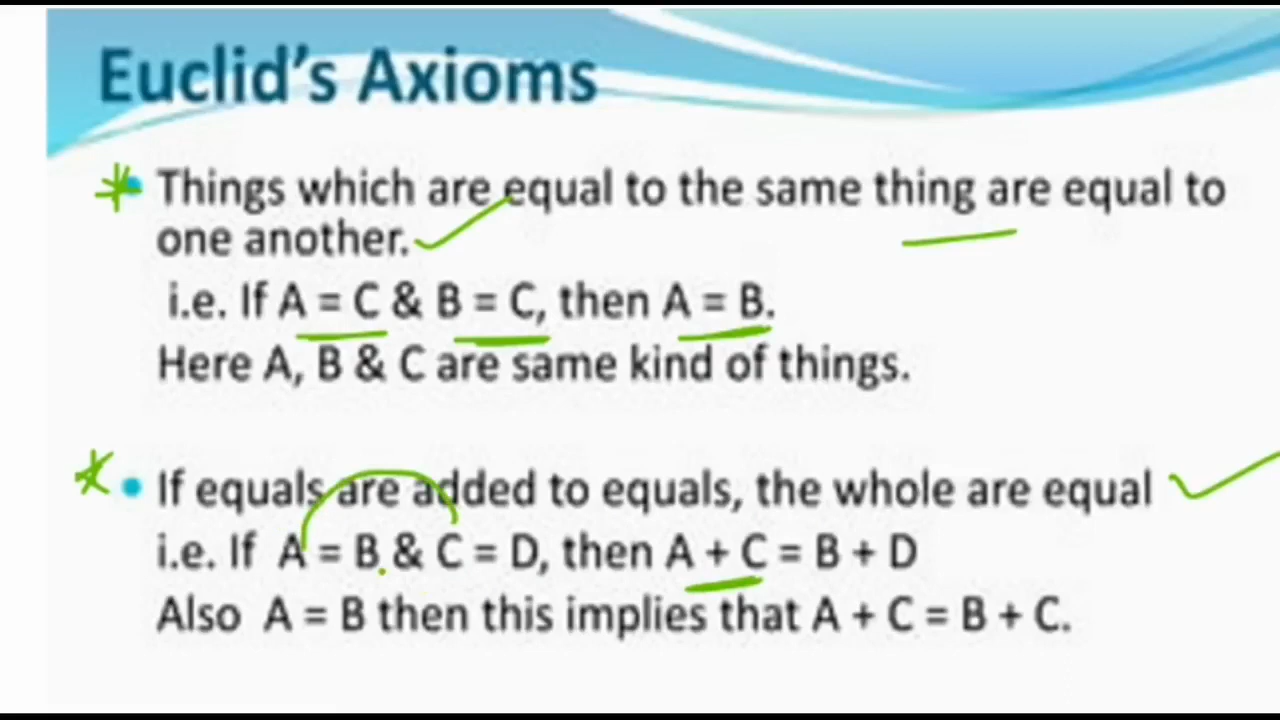 Euclid's Axioms
Things which are equal to the same thing are equal to
one another.
i.e. If A = C & B = C, then A = B.
Here A, B & C are same kind of things.
If equals are added to equals, the whole are equal
i.e. If A = B & C = D, then A + C = B + D
Also A = B then this implies that A + C = B + C.